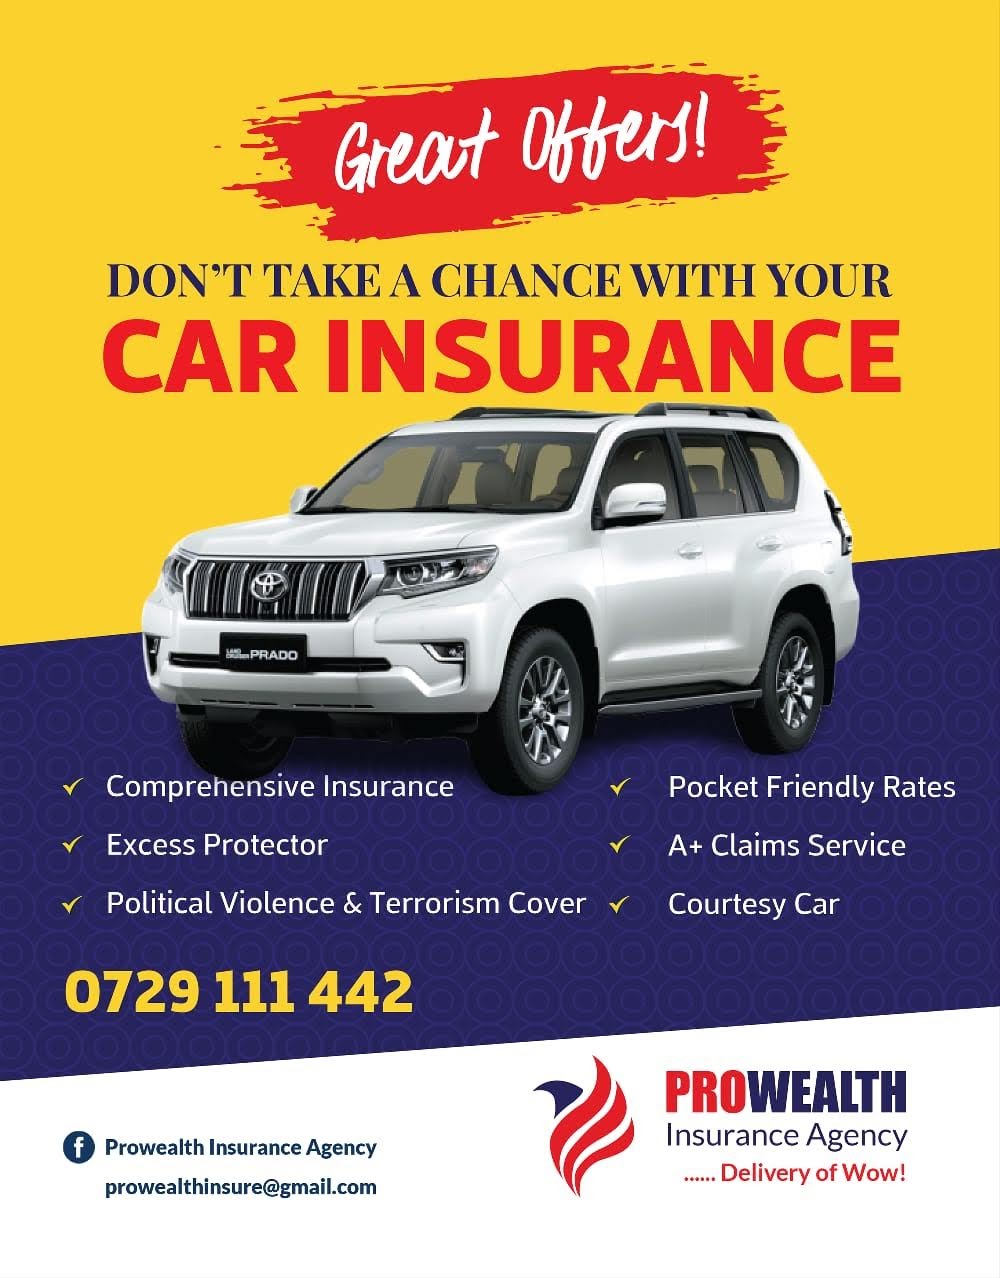 Great Offers!
DON'T TAKE A CHANCE WITH YOUR
CAR INSURANCE
LAND CRUISER PRADO
Comprehensive Insurance
Excess Protector
Political Violence & Terrorism Cover
Pocket Friendly Rates
A+ Claims Service
Courtesy Car
0729 111 442
f Prowealth Insurance Agency
prowealthinsure@gmail.com
PROWEALTH
Insurance Agency
...... Delivery of Wow!